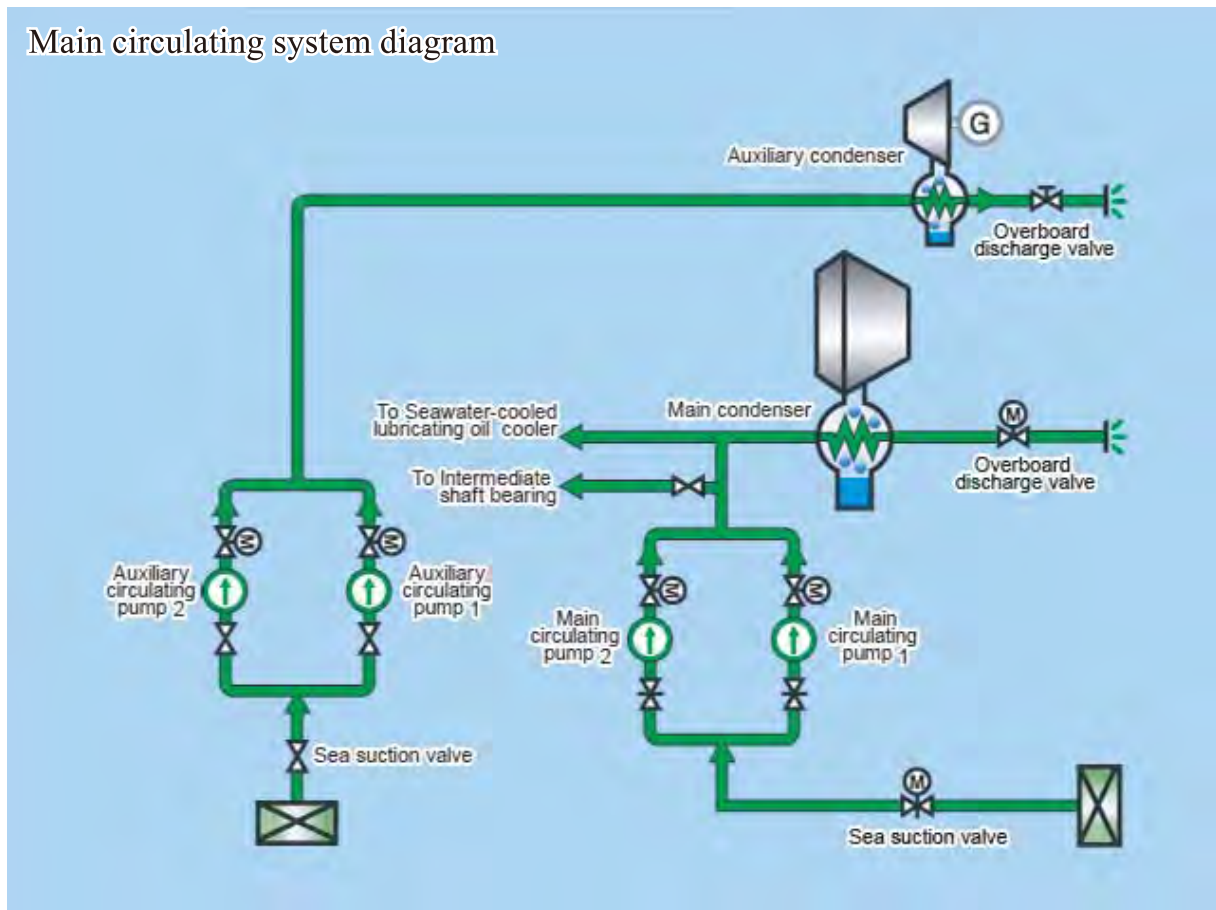 Main circulating system diagram
G
Auxiliary condenser
Overboard
discharge valve
To Seawater-cooled
lubricating oil cooler
Main condenser
M
Overboard
discharge valve
To Intermediate
shaft bearing
M
M
Auxiliary
circulating
pump 2
Auxiliary
circulating
pump 1
M
M
Main
circulating
pump 2
Main
circulating
pump 1
Sea suction valve
M
Sea suction valve